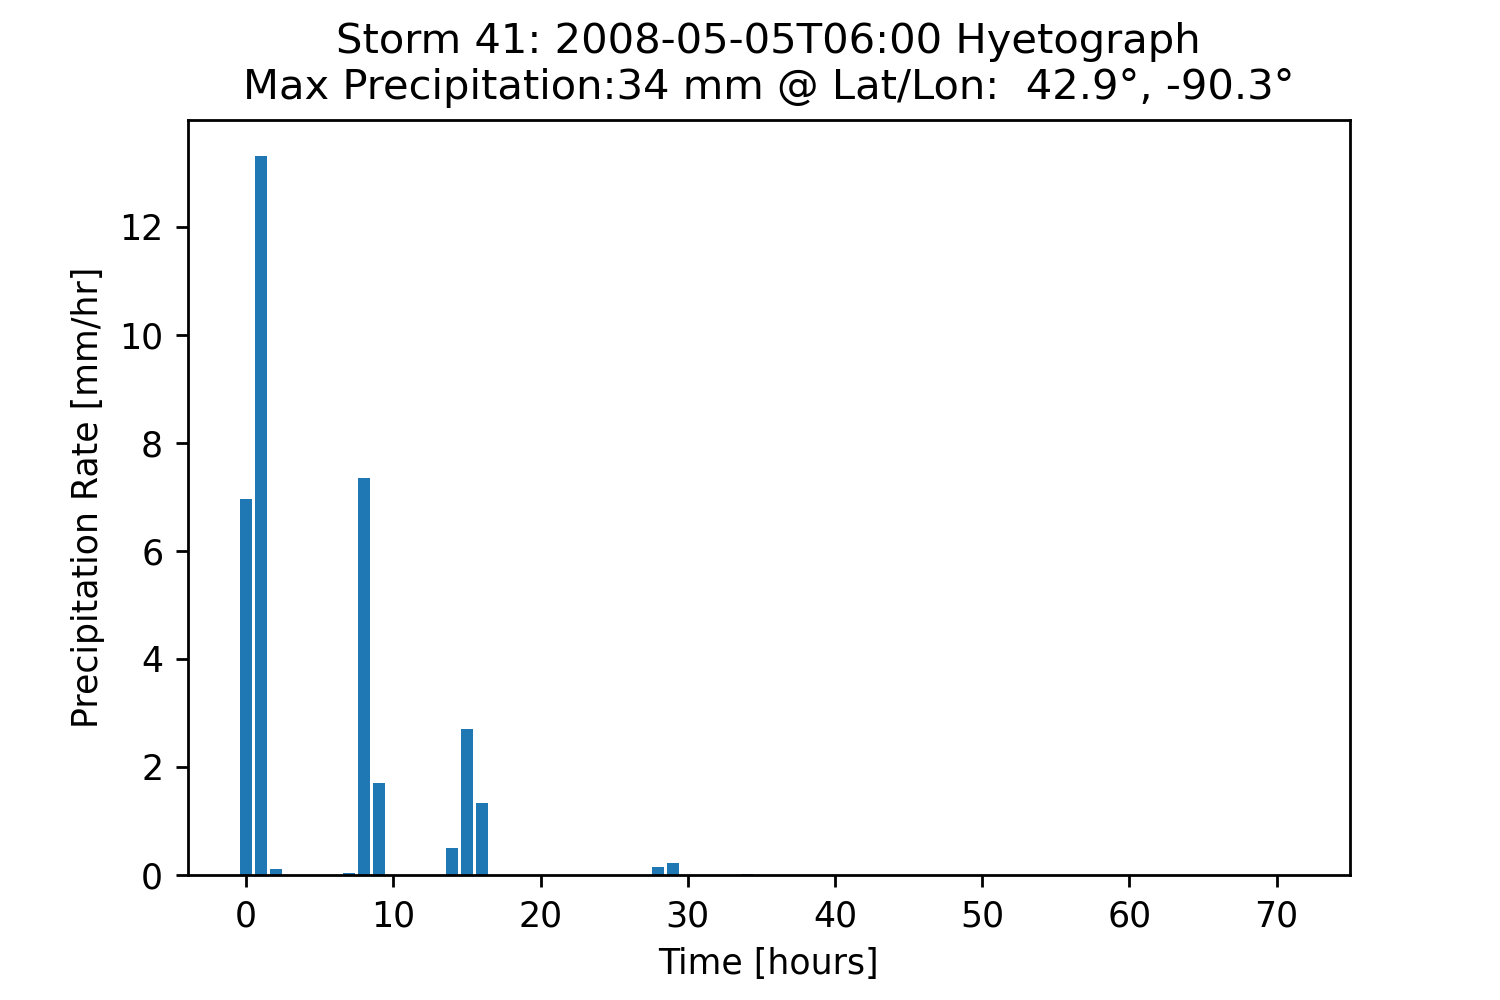 Storm 41: 2008-05-05T06:00 Hyetograph
Max Precipitation:34 mm @ Lat/Lon:  42.9°, -90.3°
Precipitation Rate [mm/hr]
12
10
8
6
4
2
0
0 10 20 30 40 50 60 70
Time [hours]